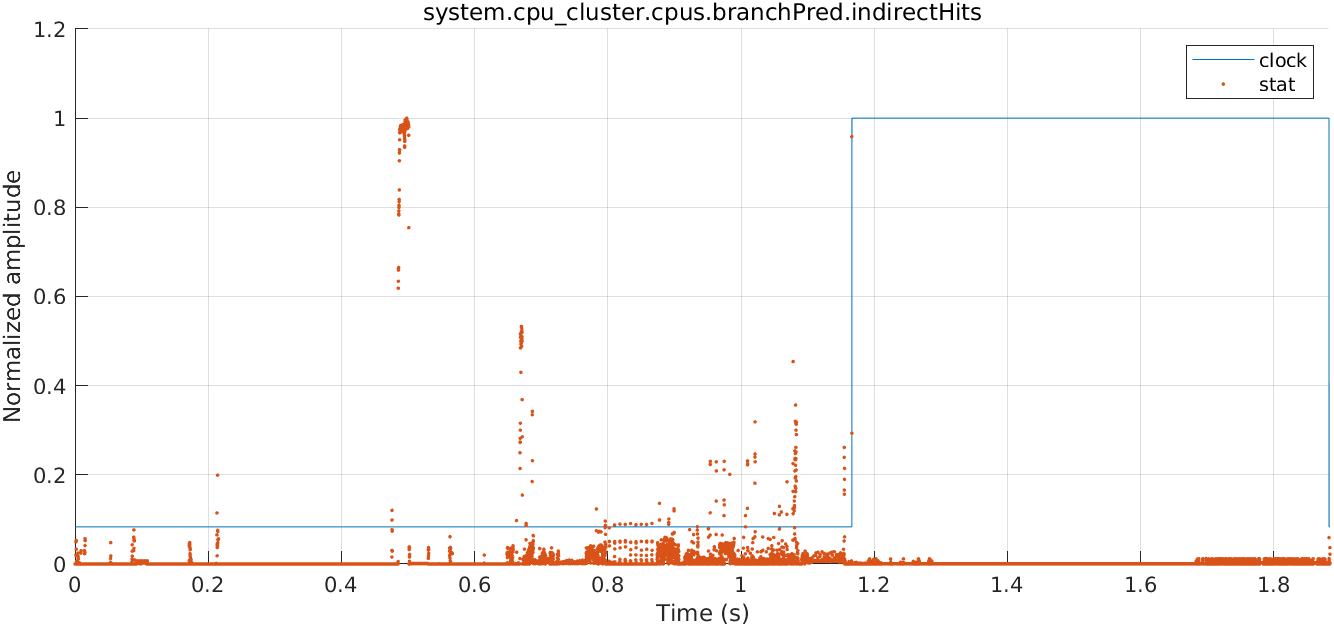 system.cpu_cluster.cpus.branchPred.indirectHits
1.2
1
0.8
0.6
0.4
0.2
0
Normalized amplitude
clock
stat
0 0.2 0.4 0.6 0.8 1 1.2 1.4 1.6 1.8
Time (s)